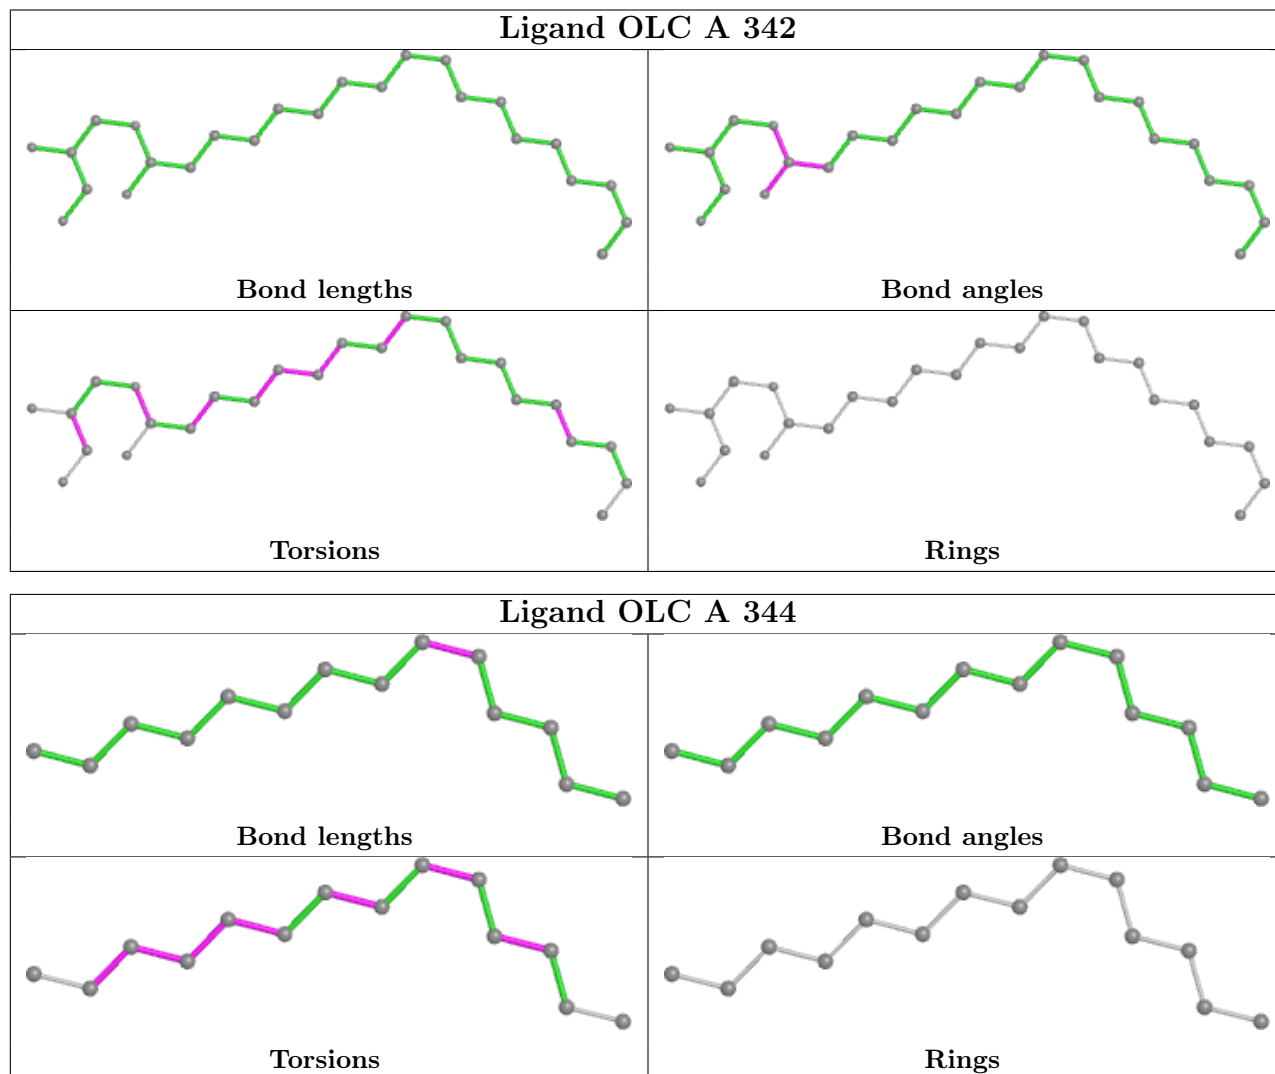 Ligand OLC A 342
Bond lengths
Bond angles
Torsions
Rings
Ligand OLC A 344
Bond lengths
Bond angles
Torsions
Rings